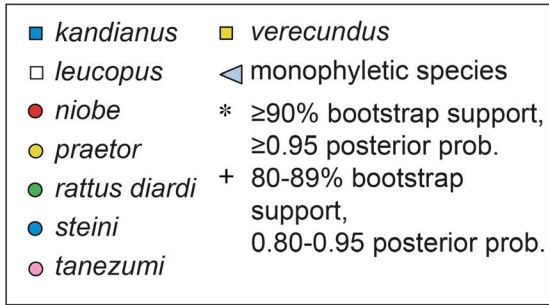 kandianus
leucopus
niobe
praetor
rattus diardi
steini
tanezumi
verecundus
monophyletic species
* ≥90% bootstrap support,
≥0.95 posterior prob.
+ 80-89% bootstrap
support,
0.80-0.95 posterior prob.